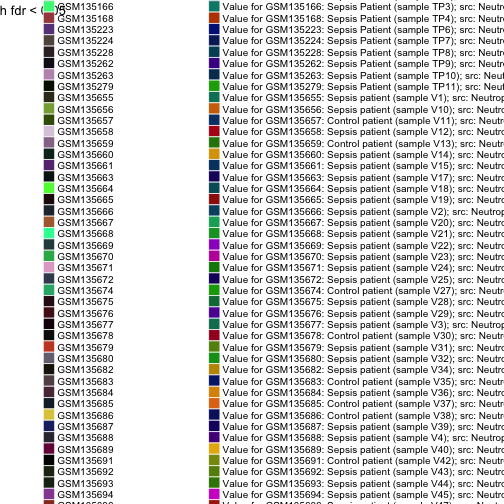 h fdr < 0.05
GSM135166 Value for GSM135166: Sepsis Patient (sample TP3); src: Neutr
GSM135168 Value for GSM135168: Sepsis Patient (sample TP4); src: Neutr
GSM135223 Value for GSM135223: Sepsis Patient (sample TP6); src: Neutr
GSM135224 Value for GSM135224: Sepsis Patient (sample TP7); src: Neutr
GSM135228 Value for GSM135228: Sepsis Patient (sample TP8); src: Neutr
GSM135262 Value for GSM135262: Sepsis Patient (sample TP9); src: Neutr
GSM135263 Value for GSM135263: Sepsis Patient (sample TP10); src: Neut
GSM135279 Value for GSM135279: Sepsis Patient (sample TP11); src: Neut
GSM135655 Value for GSM135655: Sepsis patient (sample V1); src: Neutrop
GSM135656 Value for GSM135656: Sepsis patient (sample V10); src: Neutr
GSM135657 Value for GSM135657: Control patient (sample V11); src: Neutr
GSM135658 Value for GSM135658: Sepsis patient (sample V12); src: Neutr
GSM135659 Value for GSM135659: Control patient (sample V13); src: Neutr
GSM135660 Value for GSM135660: Sepsis patient (sample V14); src: Neutr
GSM135661 Value for GSM135661: Sepsis patient (sample V15); src: Neutr
GSM135663 Value for GSM135663: Sepsis patient (sample V17); src: Neutr
GSM135664 Value for GSM135664: Sepsis patient (sample V18); src: Neutr
GSM135665 Value for GSM135665: Sepsis patient (sample V19); src: Neutr
GSM135666 Value for GSM135666: Sepsis patient (sample V2); src: Neutrop
GSM135667 Value for GSM135667: Sepsis patient (sample V20); src: Neutr
GSM135668 Value for GSM135668: Sepsis patient (sample V21); src: Neutr
GSM135669 Value for GSM135669: Sepsis patient (sample V22); src: Neutr
GSM135670 Value for GSM135670: Sepsis patient (sample V23); src: Neutr
GSM135671 Value for GSM135671: Sepsis patient (sample V24); src: Neutr
GSM135672 Value for GSM135672: Sepsis patient (sample V25); src: Neutr
GSM135674 Value for GSM135674: Control patient (sample V27); src: Neutr
GSM135675 Value for GSM135675: Sepsis patient (sample V28); src: Neutr
GSM135676 Value for GSM135676: Sepsis patient (sample V29); src: Neutr
GSM135677 Value for GSM135677: Sepsis patient (sample V3); src: Neutrop
GSM135678 Value for GSM135678: Control patient (sample V30); src: Neutr
GSM135679 Value for GSM135679: Sepsis patient (sample V31); src: Neutr
GSM135680 Value for GSM135680: Sepsis patient (sample V32); src: Neutr
GSM135682 Value for GSM135682: Sepsis patient (sample V34); src: Neutr
GSM135683 Value for GSM135683: Control patient (sample V35); src: Neutr
GSM135684 Value for GSM135684: Sepsis patient (sample V36); src: Neutr
GSM135685 Value for GSM135685: Control patient (sample V37); src: Neutr
GSM135686 Value for GSM135686: Control patient (sample V38); src: Neutr
GSM135687 Value for GSM135687: Sepsis patient (sample V39); src: Neutr
GSM135688 Value for GSM135688: Sepsis patient (sample V4); src: Neutrop
GSM135689 Value for GSM135689: Sepsis patient (sample V40); src: Neutr
GSM135691 Value for GSM135691: Control patient (sample V42); src: Neutr
GSM135692 Value for GSM135692: Sepsis patient (sample V43); src: Neutr
GSM135693 Value for GSM135693: Sepsis patient (sample V44); src: Neutr
GSM135694 Value for GSM135694: Sepsis patient (sample V45); src: Neutr